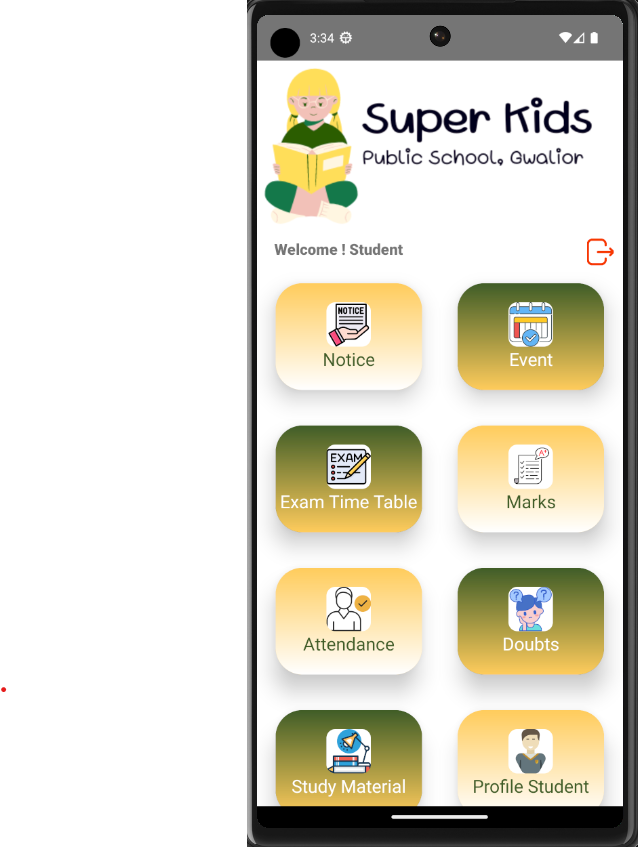 3:34
Super Kids
Public School, Gwalior
Welcome ! Student
NOTICE
Notice
Event
EXAM
Exam Time Table
A+
Marks
Attendance
? ?
Doubts
Study Material
Profile Student